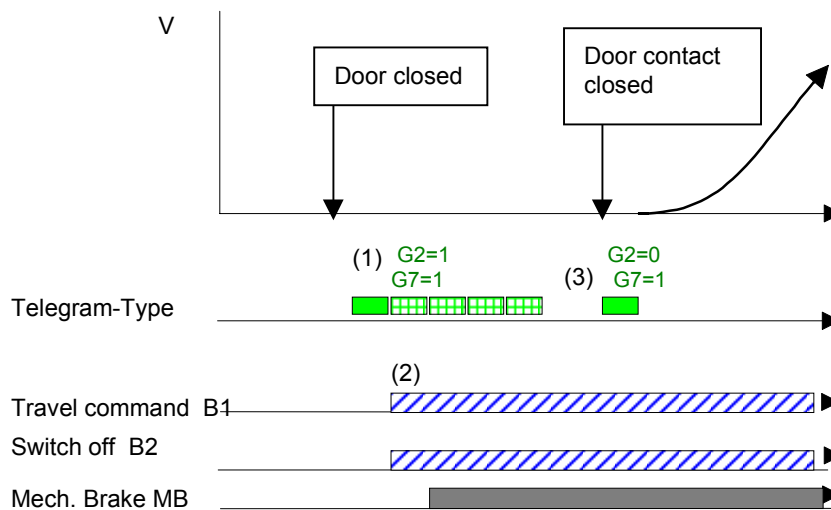 V
Door closed
Door contact
closed
(1) G2=1
G7=1
(3) G2=0
G7=1
Telegram-Type
(2)
Travel command B1
Switch off B2
Mech. Brake MB